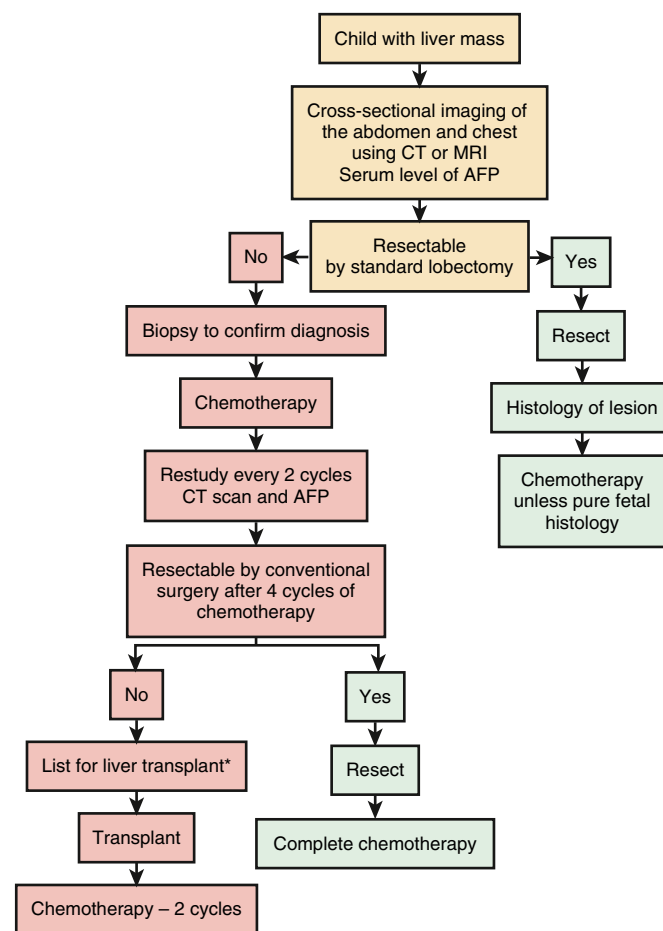 Child with liver mass
Cross-sectional imaging of
the abdomen and chest
using CT or MRI
Serum level of AFP
Resectable
by standard lobectomy
No
Yes
Biopsy to confirm diagnosis
Resect
Chemotherapy
Histology of lesion
Restudy every 2 cycles
CT scan and AFP
Chemotherapy
unless pure fetal
histology
Resectable by conventional
surgery after 4 cycles of
chemotherapy
No
Yes
List for liver transplant*
Resect
Transplant
Complete chemotherapy
Chemotherapy – 2 cycles